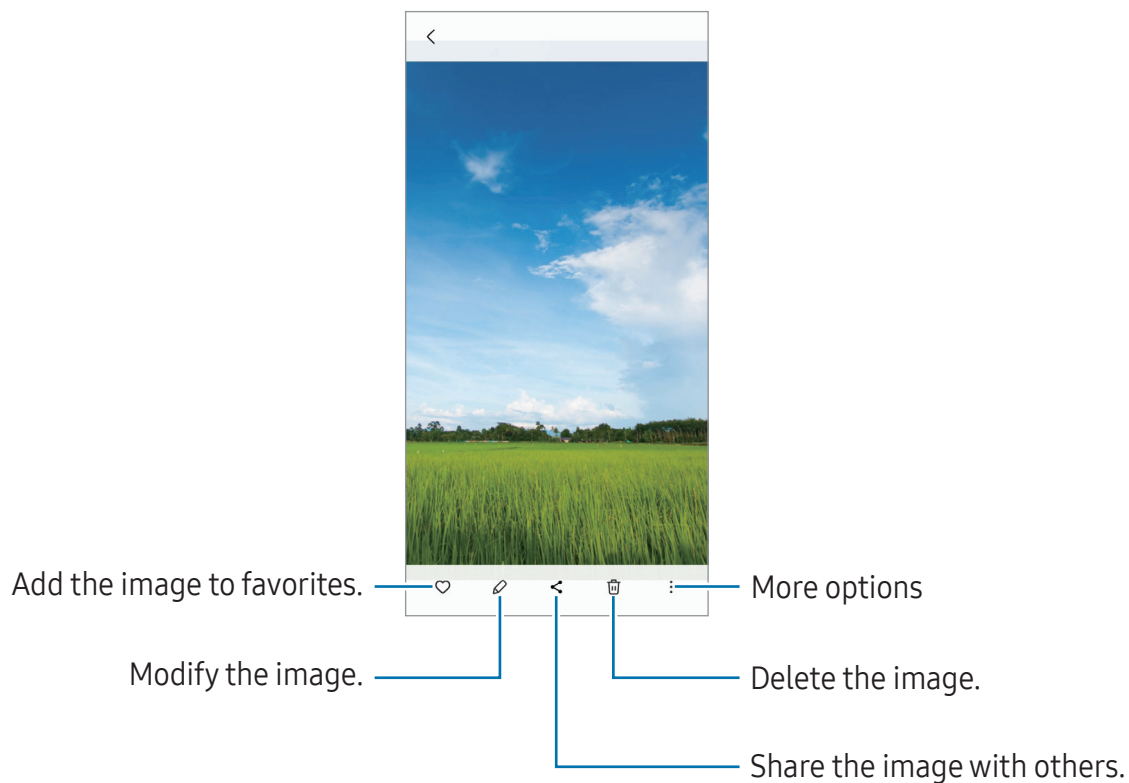 Add the image to favorites.
More options
Modify the image.
Delete the image.
Share the image with others.